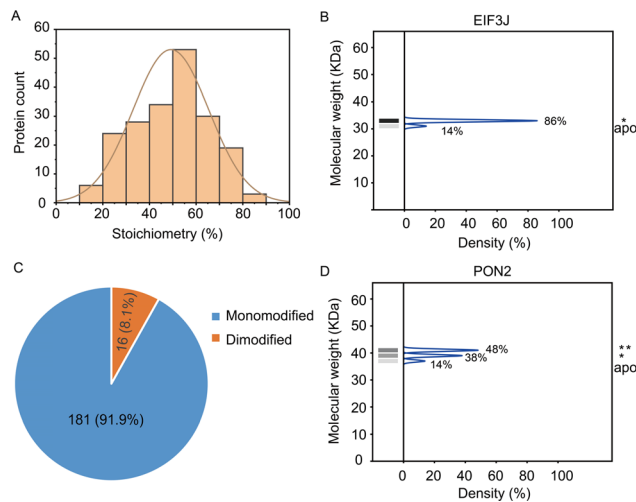 A
60
50
40
30
20
10
0
Protein count
0 20 40 60 80 100
Stoichiometry (%)
B
EIF3J
Molecular weight (KDa)
60
50
40
30
20
10
86%
14%
*
apo
0 20 40 60 80 100
Density (%)
C
16 (8.1%)
181 (91.9%)
Monomodified
Dimodified
D
PON2
Molecular weight (KDa)
60
50
40
30
20
10
0
48%
38%
14%
**
*
apo
0 20 40 60 80 100
Density (%)